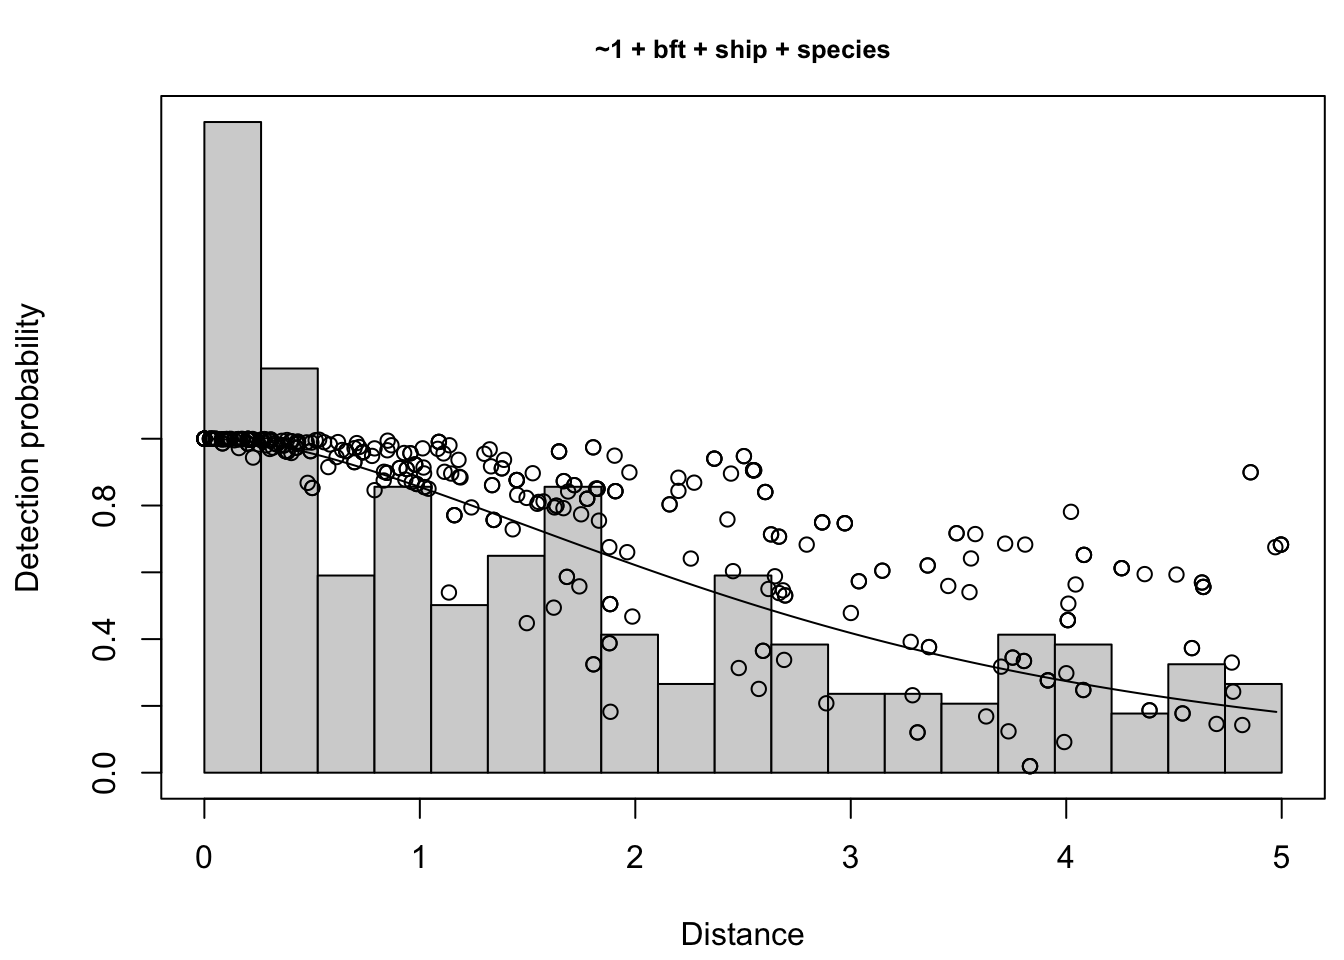 ~1 + bft + ship + species
Detection probability
0.8
0.4
0.0
0 1 2 3 4 5
Distance